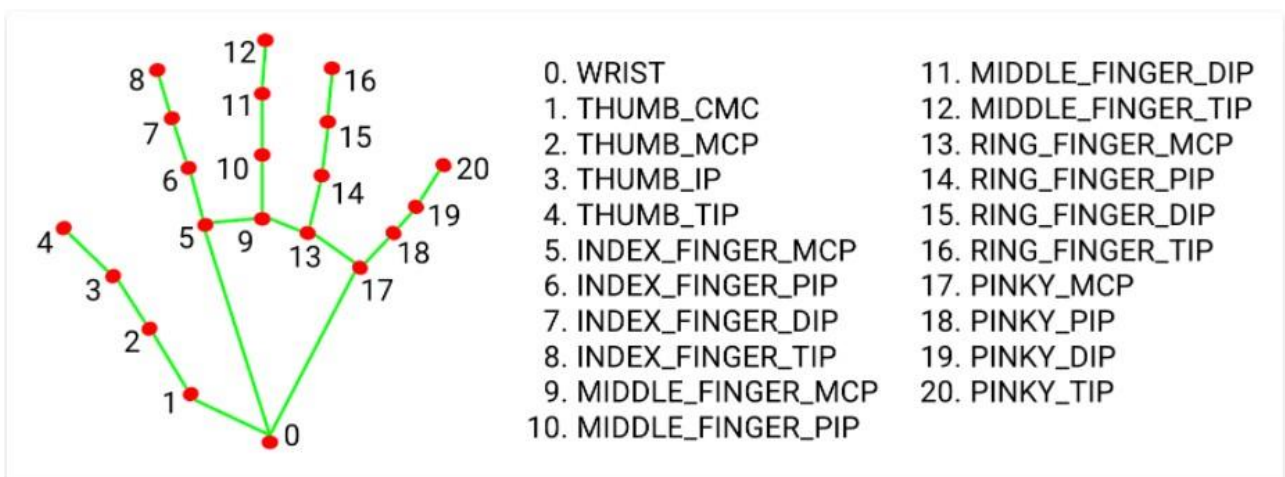 12
8
16
11
7
15
10
6
14
20
19
4
5
9
18
13
3
17
2
1
0
0. WRIST
1. THUMB_CMC
2. THUMB_MCP
3. THUMB_IP
4. THUMB_TIP
5. INDEX_FINGER_MCP
6. INDEX_FINGER_PIP
7. INDEX_FINGER_DIP
8. INDEX_FINGER_TIP
9. MIDDLE_FINGER_MCP
10. MIDDLE_FINGER_PIP
11. MIDDLE_FINGER_DIP
12. MIDDLE_FINGER_TIP
13. RING_FINGER_MCP
14. RING_FINGER_PIP
15. RING_FINGER_DIP
16. RING_FINGER_TIP
17. PINKY_MCP
18. PINKY_PIP
19. PINKY_DIP
20. PINKY_TIP